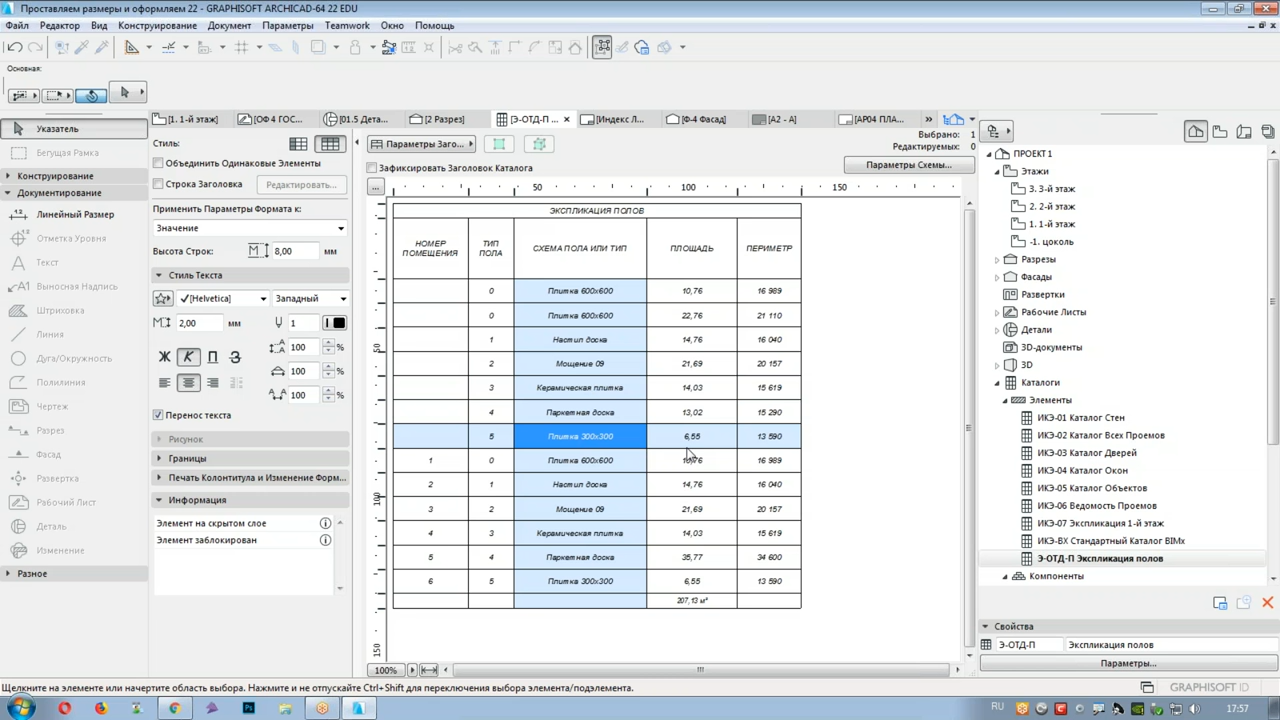 Проставляем размеры и оформляем 22 - GRAPHISOFT ARCHICAD-64 22 EDU
Файл Редактор Вид Конструирование Документ Параметры Teamwork Окно Помощь
Основная:
[1. 1-й этаж] [ОФ 4 ГОС... [01.5 Дета... [2 Разрез] [Э-ОТД-П ... [Индекс Л... [Ф-4 Фасад] [A2 - A] [АР04 ПЛА...
Указатель
Бегущая Рамка
Конструирование
Документирование
Линейный Размер
Отметка Уровня
Текст
Выносная Надпись
Штриховка
Линия
Дуга/Окружность
Полилиния
Чертеж
Разрез
Фасад
Развертка
Рабочий Лист
Деталь
Изменение
Разное
Стиль:
Объединить Одинаковые Элементы
Строка Заголовка Редактировать...
Применить Параметры Формата к:
Значение
Высота Строк: 8,00 мм
Стиль Текста
[Helvetica] Западный
2,00 мм 1
100 %
100 %
100 %
Ж К П
Перенос текста
Рисунок
Границы
Печать Колонтитула и Изменение Форм...
Информация
Элемент на скрытом слое
Элемент заблокирован
Параметры Заго...
Выбрано: 1
Редактируемых: 0
Зафиксировать Заголовок Каталога
Параметры Схемы...
50 100 150
50
100
150
ЭКСПЛИКАЦИЯ ПОЛОВ
НОМЕР ПОМЕЩЕНИЯ ТИП ПОЛА СХЕМА ПОЛА ИЛИ ТИП ПЛОЩАДЬ ПЕРИМЕТР
0 Плитка 600х600 10,76 16 989
0 Плитка 600х600 22,76 21 110
1 Настил доска 14,76 16 040
2 Мощение 09 21,69 20 157
3 Керамическая плитка 14,03 15 619
4 Паркетная доска 13,02 15 290
5 Плитка 300х300 6,55 13 590
1 0 Плитка 600х600 10,76 16 989
2 1 Настил доска 14,76 16 040
3 2 Мощение 09 21,69 20 157
4 3 Керамическая плитка 14,03 15 619
5 4 Паркетная доска 35,77 34 600
6 5 Плитка 300х300 6,55 13 590
207,13 м²
100%
ПРОЕКТ1
Этажи
3. 3-й этаж
2. 2-й этаж
1. 1-й этаж
-1. цоколь
Разрезы
Фасады
Развертки
Рабочие Листы
Детали
3D-документы
3D
Каталоги
Элементы
ИКЭ-01 Каталог Стен
ИКЭ-02 Каталог Всех Проемов
ИКЭ-03 Каталог Дверей
ИКЭ-04 Каталог Окон
ИКЭ-05 Каталог Объектов
ИКЭ-06 Ведомость Проемов
ИКЭ-07 Экспликация 1-й этаж
ИКЭ-ВХ Стандартный Каталог BIMx
Э-ОТД-П Экспликация полов
Компоненты
Свойства
Э-ОТД-П Экспликация полов
Параметры...
Щелкните на элементе или начертите область выбора. Нажмите и не отпускайте Ctrl+Shift для переключения выбора элемента/подэлемента.
GRAPHISOFT ID
RU 17:57